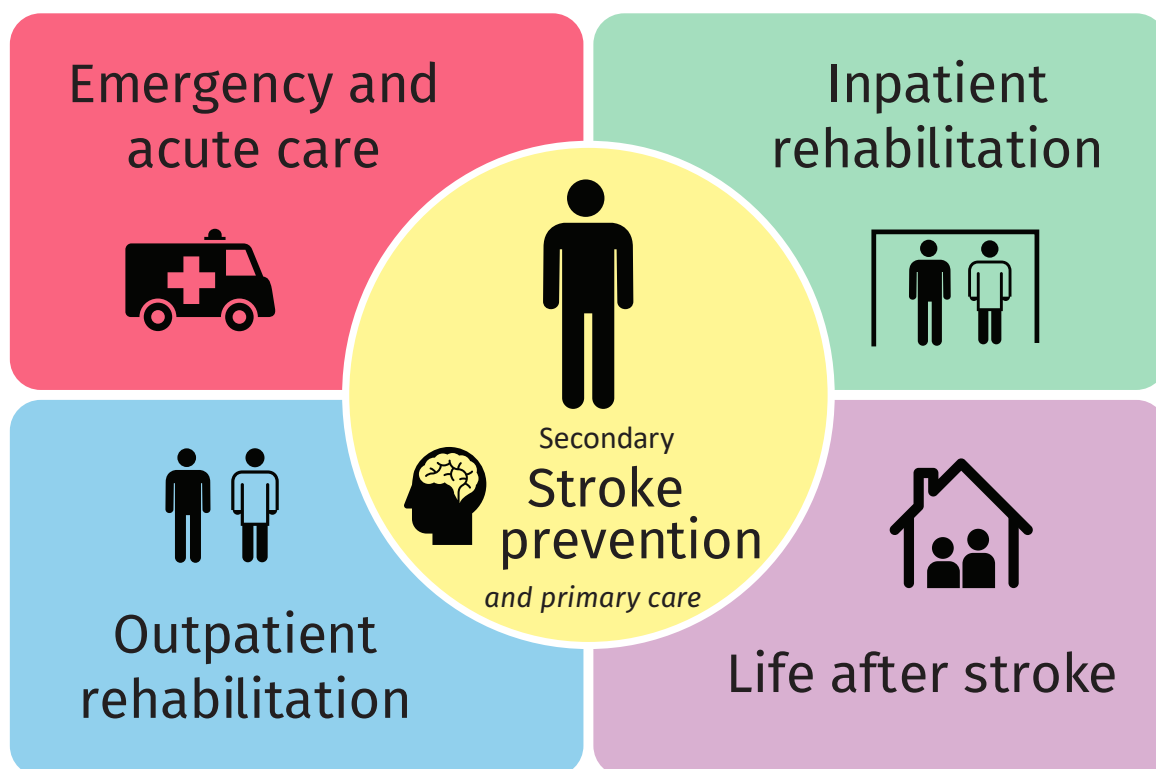 Emergency and
acute care
Inpatient
rehabilitation
Secondary
Stroke
prevention
and primary care
Outpatient
rehabilitation
Life after stroke